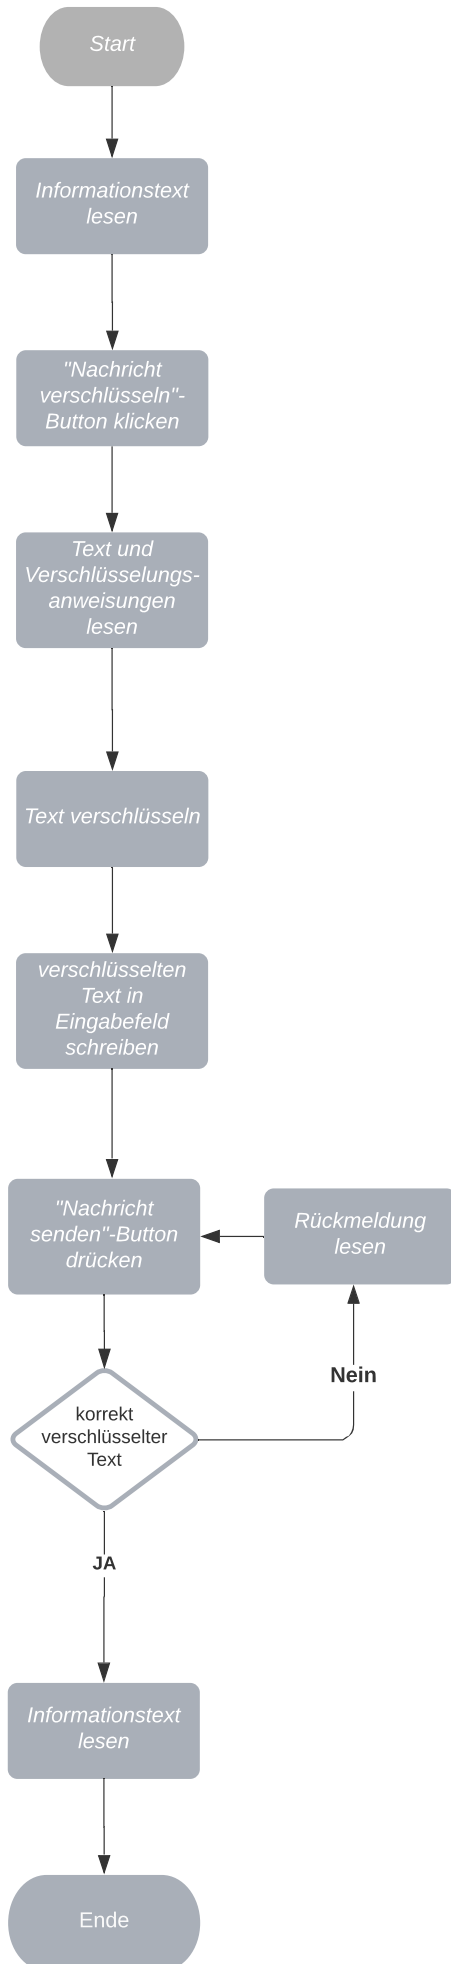 Start
Informationstext
lesen
"Nachricht
verschlüsseln"-
Button klicken
Text und
Verschlüsselungs-
anweisungen
lesen
Text verschlüsseln
verschlüsselten
Text in
Eingabefeld
schreiben
"Nachricht
senden"-Button
drücken
Rückmeldung
lesen
Nein
korrekt
verschlüsselter
Text
JA
Informationstext
lesen
Ende